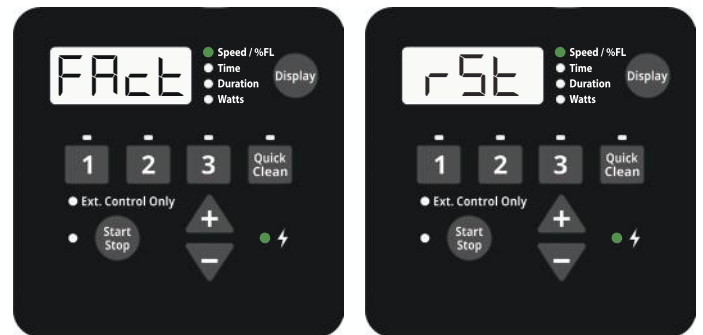 FAct
Speed / %FL
Time
Duration
Watts
Display
1 2 3 Quick Clean
Ext. Control Only
Start Stop
+
−
rSt
Speed / %FL
Time
Duration
Watts
Display
1 2 3 Quick Clean
Ext. Control Only
Start Stop
+
−